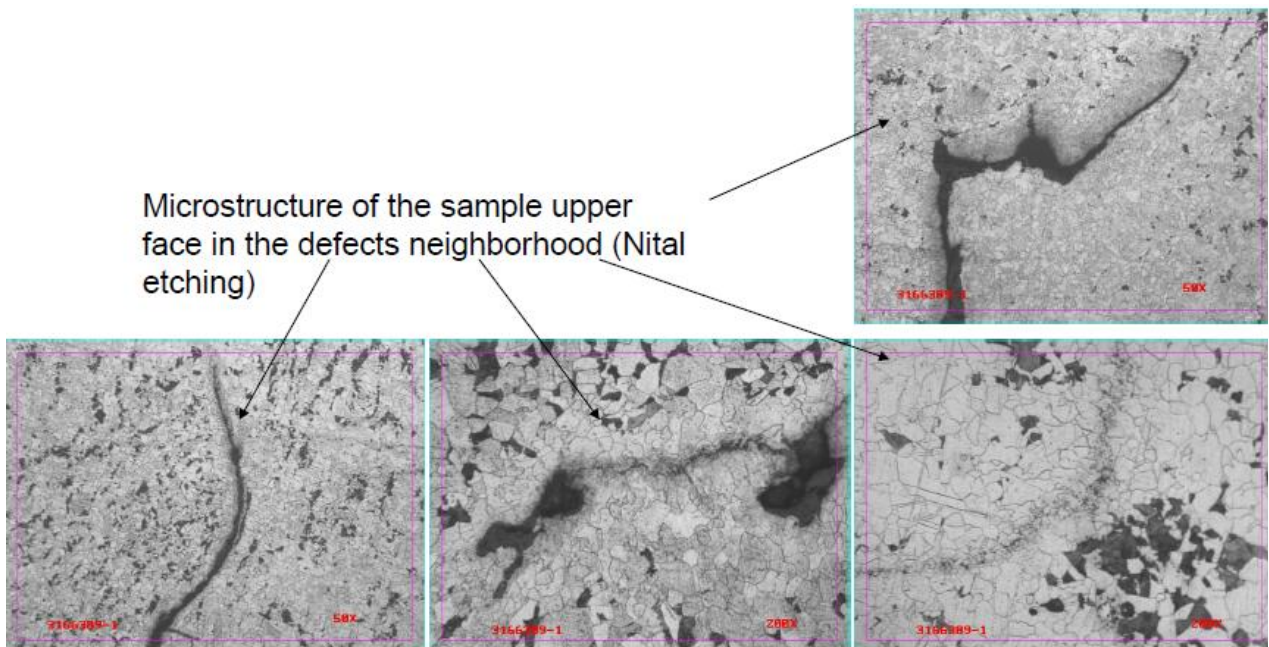 3166389-1 50X
Microstructure of the sample upper
face in the defects neighborhood (Nital
etching)
3166389-1 50X
3166389-1 200X
3166389-1 200X